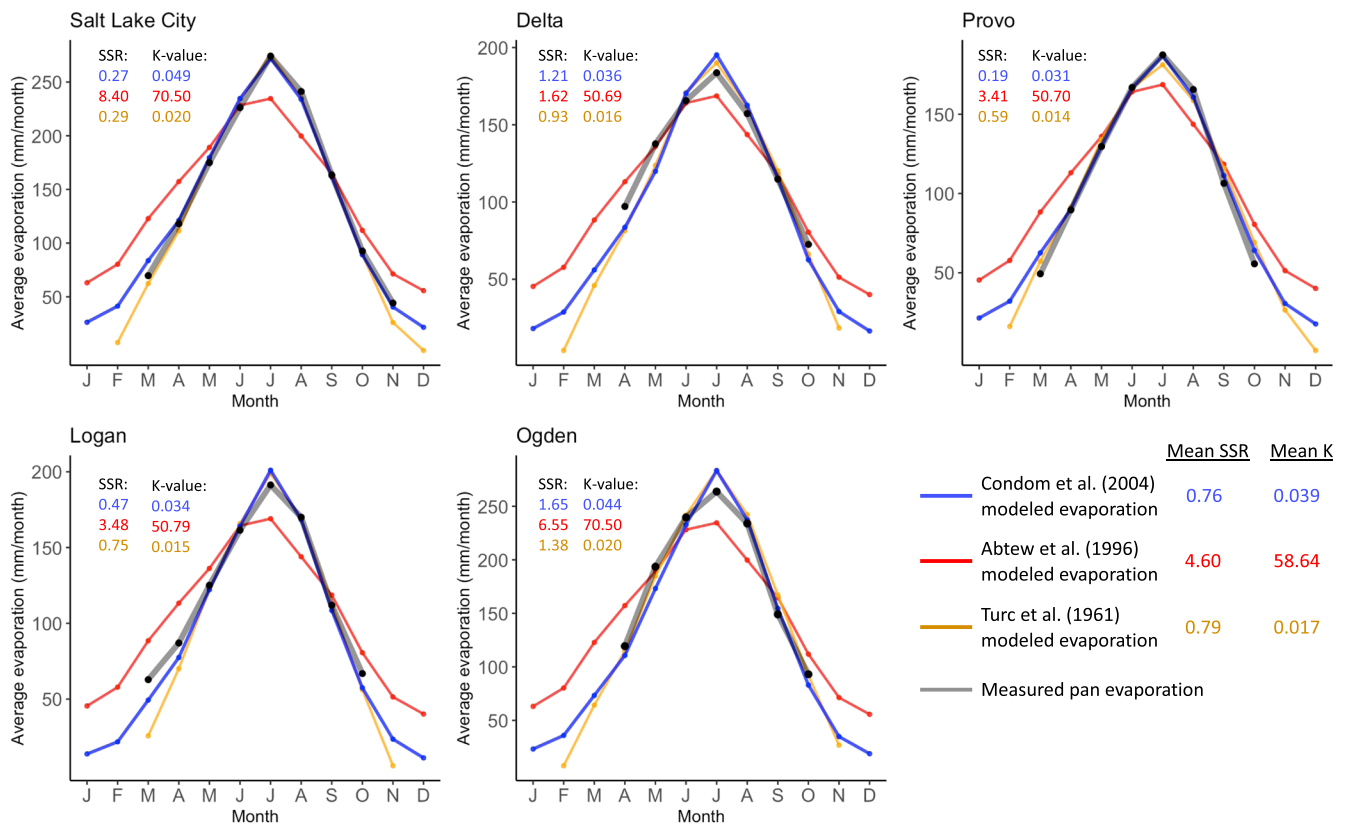 Salt Lake City
SSR: K-value:
0.27 0.049
8.40 70.50
0.29 0.020
250
200
150
100
50
Average evaporation (mm/month)
J F M A M J J A S O N D
Month
Delta
SSR: K-value:
1.21 0.036
1.62 50.69
0.93 0.016
200
150
100
50
Average evaporation (mm/month)
J F M A M J J A S O N D
Month
Provo
SSR: K-value:
0.19 0.031
3.41 50.70
0.59 0.014
150
100
50
Average evaporation (mm/month)
J F M A M J J A S O N D
Month
Logan
SSR: K-value:
0.47 0.034
3.48 50.79
0.75 0.015
200
150
100
50
Average evaporation (mm/month)
J F M A M J J A S O N D
Month
Ogden
SSR: K-value:
1.65 0.044
6.55 70.50
1.38 0.020
250
200
150
100
50
Average evaporation (mm/month)
J F M A M J J A S O N D
Month
Mean SSR Mean K
Condom et al. (2004)
modeled evaporation
0.76 0.039
Abtew et al. (1996)
modeled evaporation
4.60 58.64
Turc et al. (1961)
modeled evaporation
0.79 0.017
Measured pan evaporation